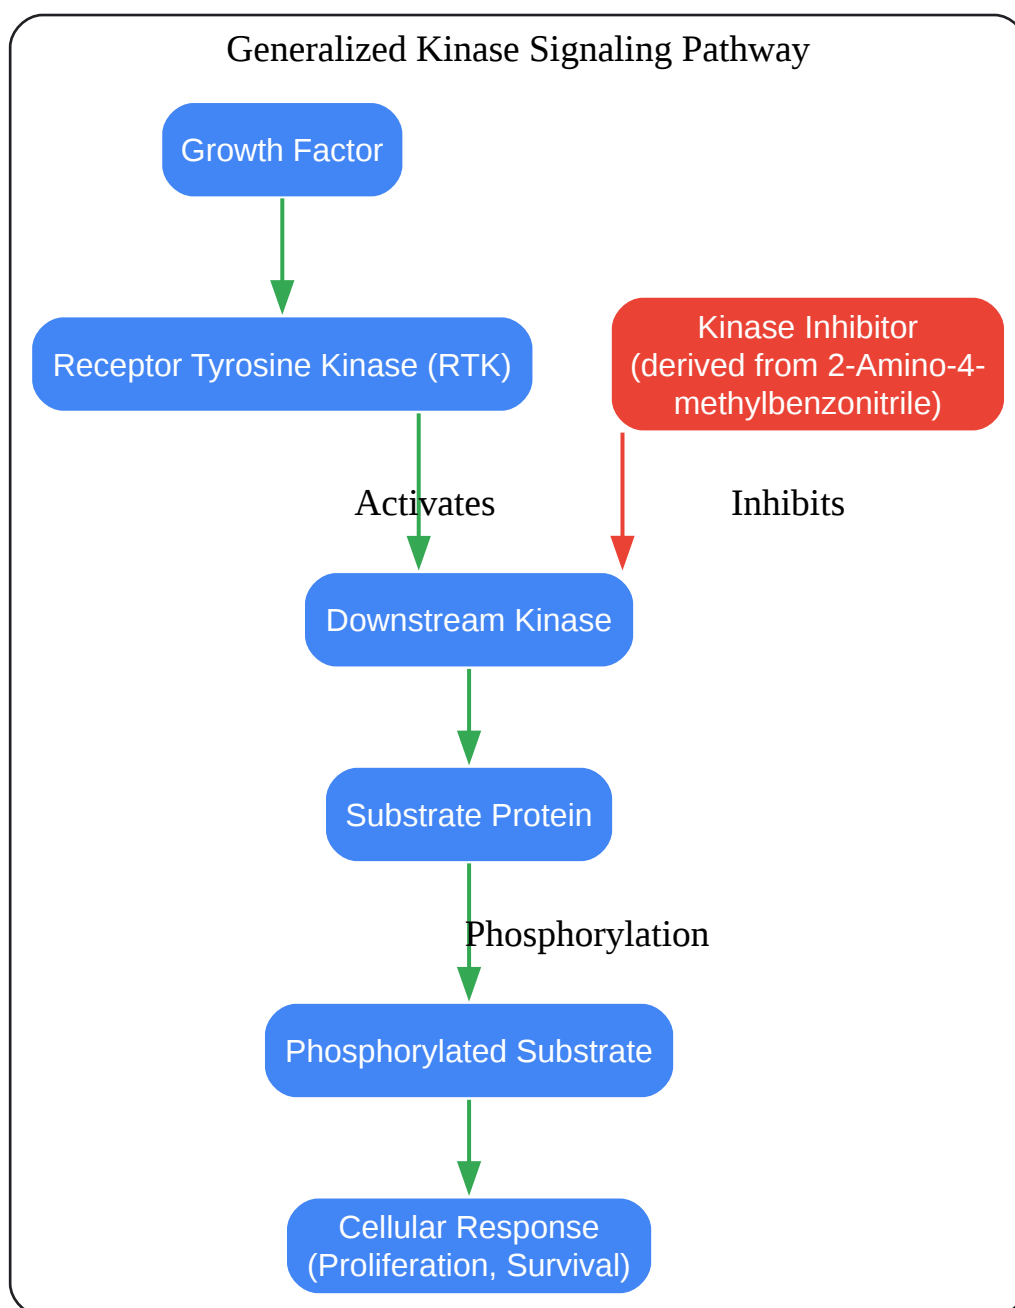 Generalized Kinase Signaling Pathway
Growth Factor
Receptor Tyrosine Kinase (RTK)
Kinase Inhibitor
(derived from 2-Amino-4-
methylbenzonitrile)
Activates
Inhibits
Downstream Kinase
Substrate Protein
Phosphorylation
Phosphorylated Substrate
Cellular Response
(Proliferation, Survival)